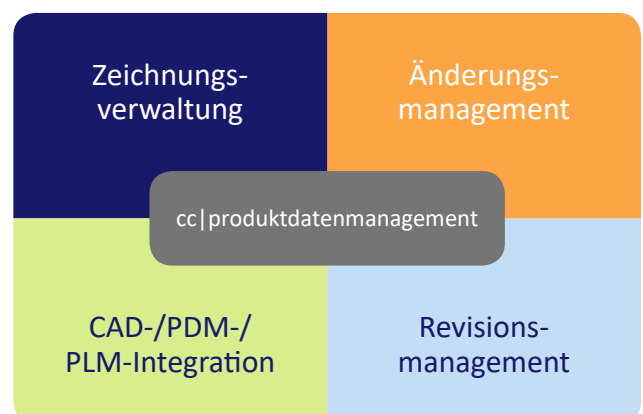 Zeichnungs-
verwaltung
Änderungs-
management
cc|produktdatenmanagement
CAD-/PDM-/
PLM-Integration
Revisions-
management